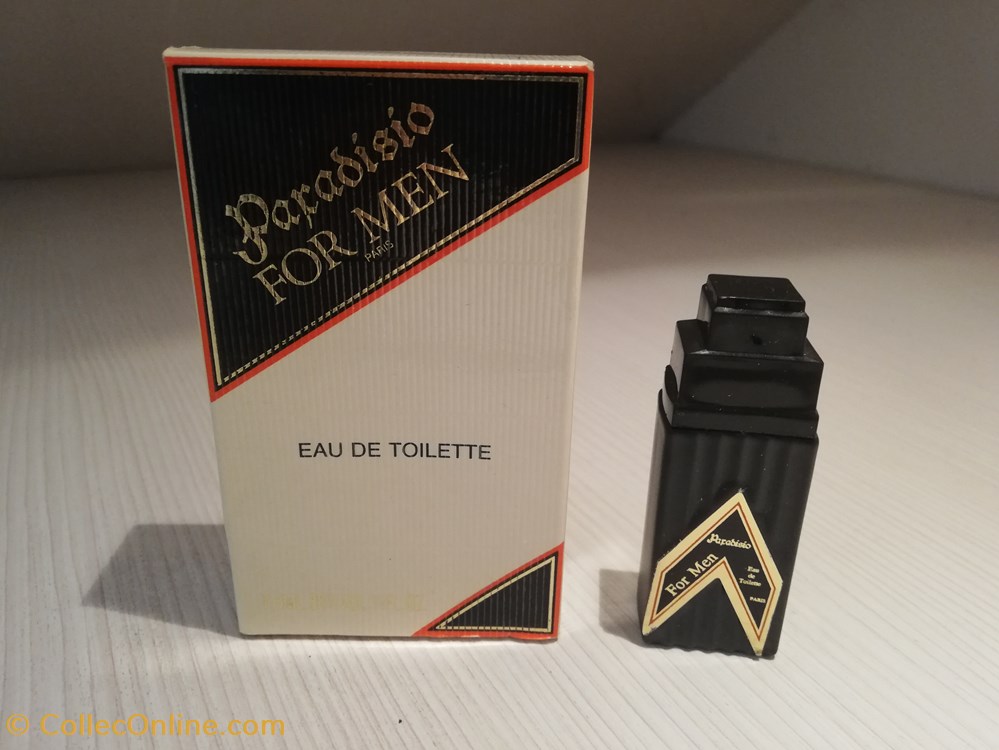 Paradisio
FOR MEN
PARIS
EAU DE TOILETTE
Paradisio
For Men
Eau
de
Toilette
PARIS
© CollecOnline.com